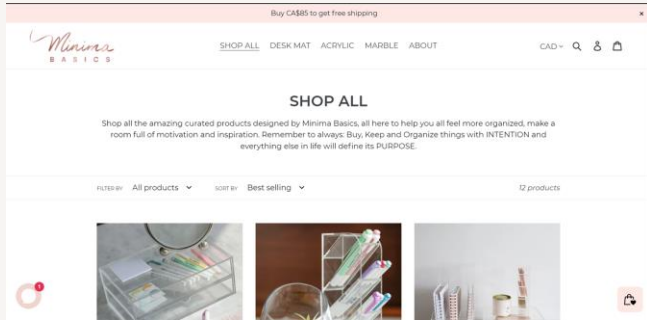 Buy CA$85 to get free shipping
×
Minima
BASICS
SHOP ALL DESK MAT ACRYLIC MARBLE ABOUT
CAD
SHOP ALL
Shop all the amazing curated products designed by Minima Basics, all here to help you all feel more organized, make a
room full of motivation and inspiration. Remember to always: Buy, Keep and Organize things with INTENTION and
everything else in life will define its PURPOSE.
FILTER BY All products SORT BY Best selling 12 products
1